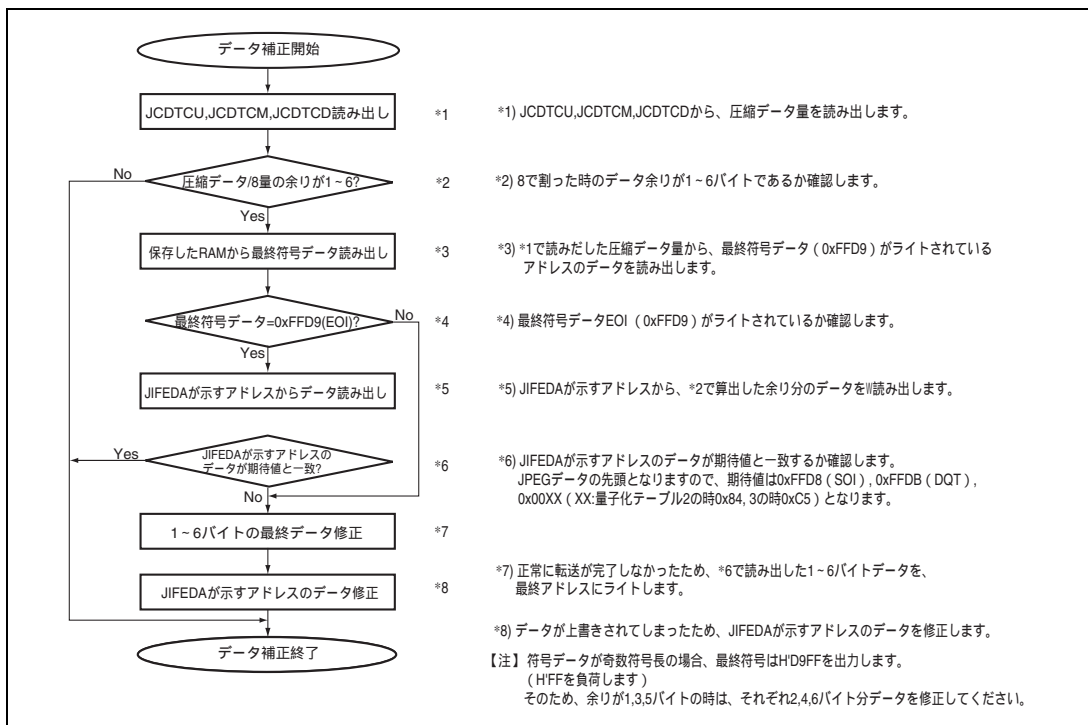 データ補正開始
JCDTCU,JCDTCM,JCDTCD読み出し
*1
*1) JCDTCU,JCDTCM,JCDTCDから、圧縮データ量を読み出します。
No
圧縮データ/8量の余りが1~6?
*2
*2) 8で割った時のデータ余りが1~6バイトであるか確認します。
Yes
保存したRAMから最終符号データ読み出し
*3
*3) *1で読みだした圧縮データ量から、最終符号データ（0xFFD9）がライトされている
アドレスのデータを読み出します。
最終符号データ=0xFFD9(EOI)?
No
*4
*4) 最終符号データEOI（0xFFD9）がライトされているか確認します。
Yes
JIFEDAが示すアドレスからデータ読み出し
*5
*5) JIFEDAが示すアドレスから、*2で算出した余り分のデータを\\読み出します。
Yes
JIFEDAが示すアドレスの
データが期待値と一致?
*6
*6) JIFEDAが示すアドレスのデータが期待値と一致するか確認します。
JPEGデータの先頭となりますので、期待値は0xFFD8（SOI）, 0xFFDB（DQT）,
0x00XX（XX:量子化テーブル2の時0x84, 3の時0xC5）となります。
No
1~6バイトの最終データ修正
*7
*7) 正常に転送が完了しなかったため、*6で読み出した1~6バイトデータを、
最終アドレスにライトします。
JIFEDAが示すアドレスのデータ修正
*8
*8) データが上書きされてしまったため、JIFEDAが示すアドレスのデータを修正します。
データ補正終了
【注】符号データが奇数符号長の場合、最終符号はH'D9FFを出力します。
（H'FFを負荷します）
そのため、余りが1,3,5バイトの時は、それぞれ2,4,6バイト分データを修正してください。